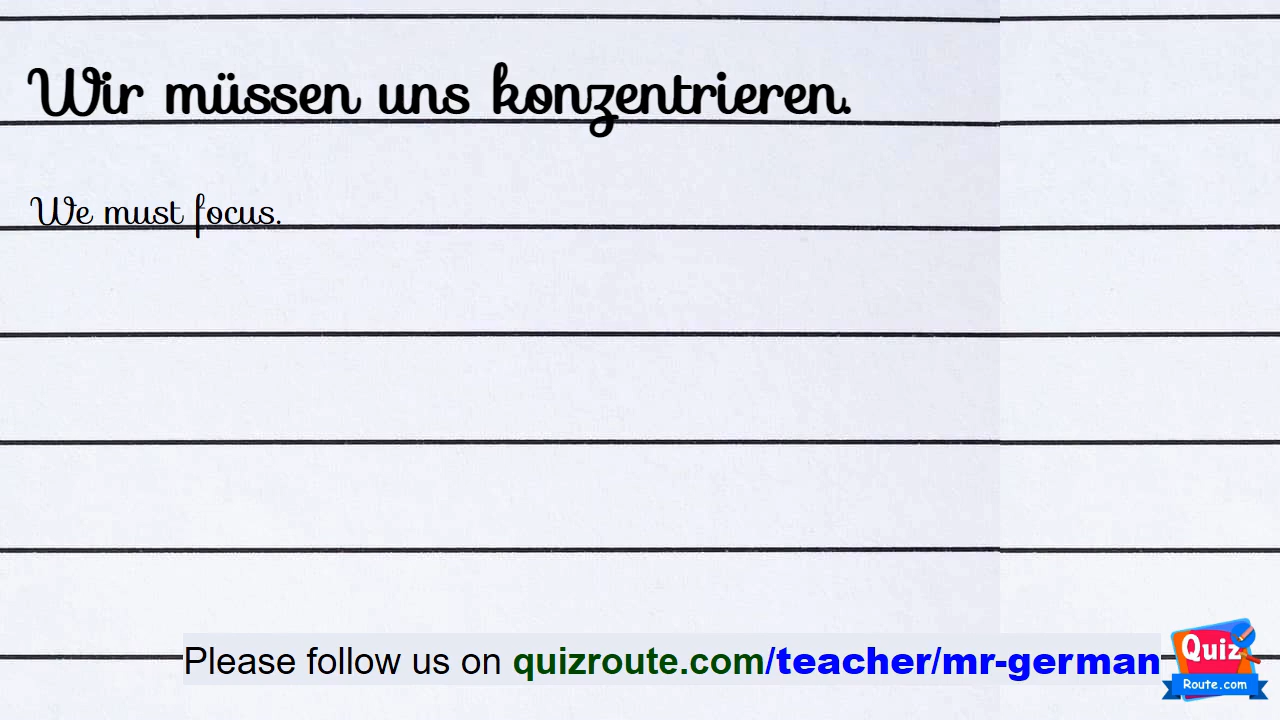 Wir müssen uns konzentrieren.
We must focus.
Please follow us on quizroute.com/teacher/mr-german
Quiz
Route.com